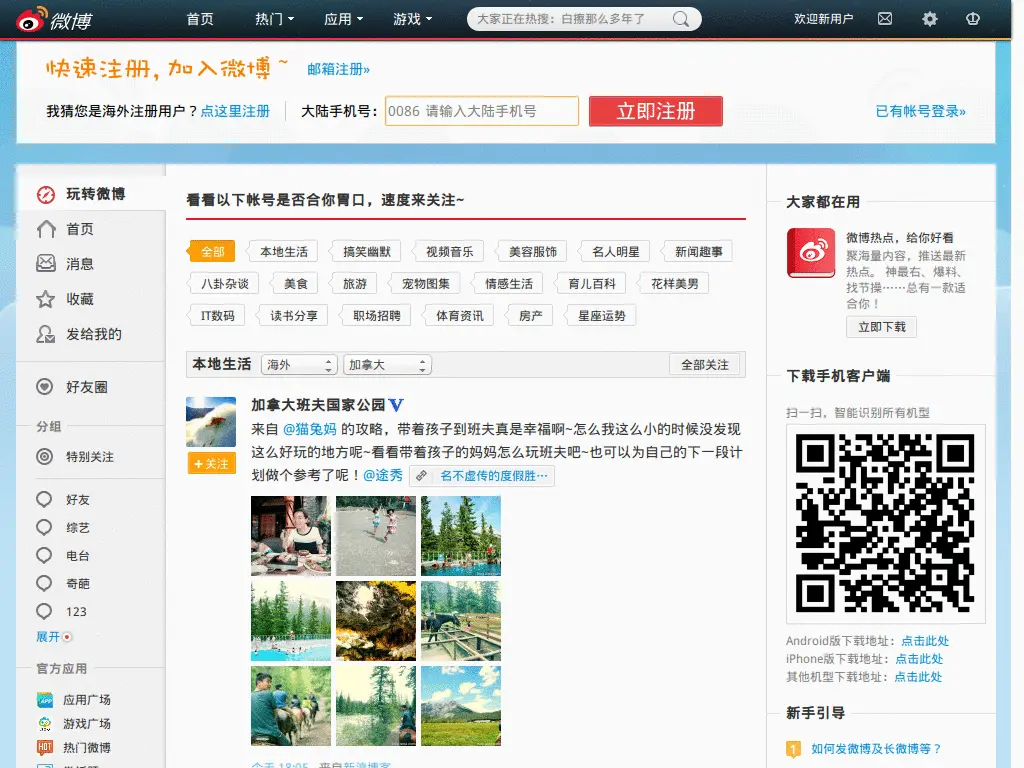 微博
首页 热门 应用 游戏
大家正在热搜：白擦那么多年了
欢迎新用户
快速注册，加入微博~
邮箱注册»
我猜您是海外注册用户？点这里注册
大陆手机号：
0086 请输入大陆手机号
立即注册
已有帐号登录»
玩转微博
首页
消息
收藏
发给我的
好友圈
分组
特别关注
好友
综艺
电台
奇葩
123
展开
官方应用
应用广场
游戏广场
热门微博
看看以下帐号是否合你胃口，速度来关注~
全部 本地生活 搞笑幽默 视频音乐 美容服饰 名人明星 新闻趣事
八卦杂谈 美食 旅游 宠物图集 情感生活 育儿百科 花样美男
IT数码 读书分享 职场招聘 体育资讯 房产 星座运势
本地生活 海外 加拿大 全部关注
加拿大班夫国家公园
+关注
来自 @猫兔妈 的攻略，带着孩子到班夫真是幸福啊~怎么我这么小的时候没发现
这么好玩的地方呢~看看带着孩子的妈妈怎么玩班夫吧~也可以为自己的下一段计
划做个参考了呢！@途秀 名不虚传的度假胜…
今天 18:05 来自新浪博客
大家都在用
微博热点，给你好看
聚海量内容，推送最新
热点。 神最右、爆料、
找节操……总有一款适
合你！
立即下载
下载手机客户端
扫一扫，智能识别所有机型
Android版下载地址：点击此处
iPhone版下载地址：点击此处
其他机型下载地址：点击此处
新手引导
1 如何发微博及长微博等？